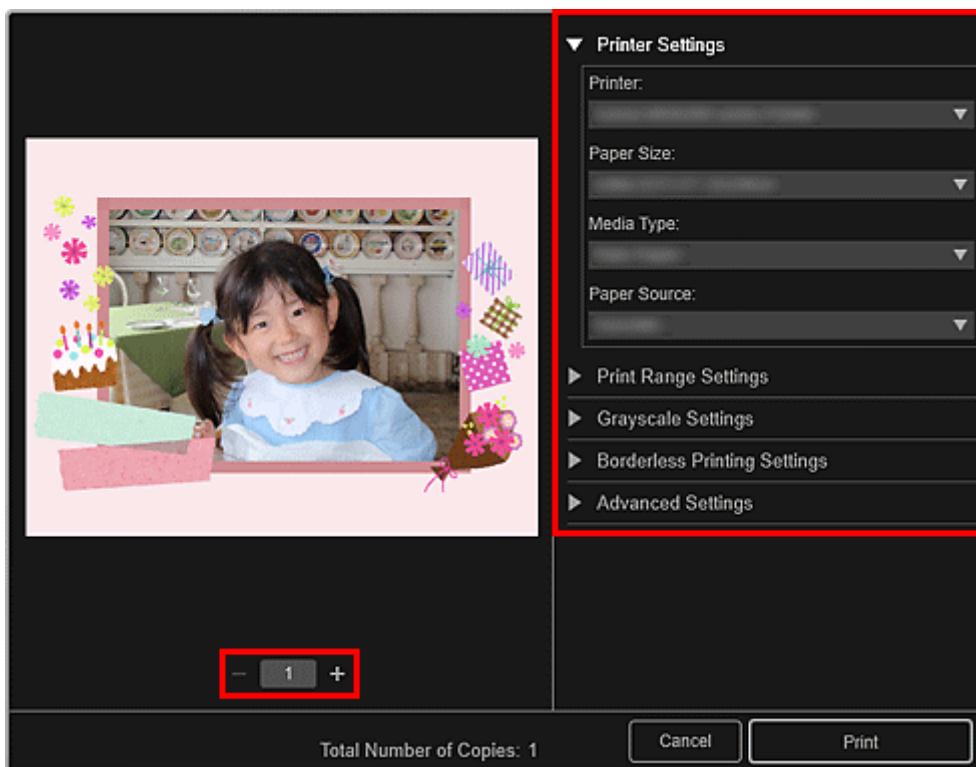 Printer Settings
Printer:
Paper Size:
Media Type:
Paper Source:
Print Range Settings
Grayscale Settings
Borderless Printing Settings
Advanced Settings
− 1 +
Total Number of Copies: 1
Cancel
Print